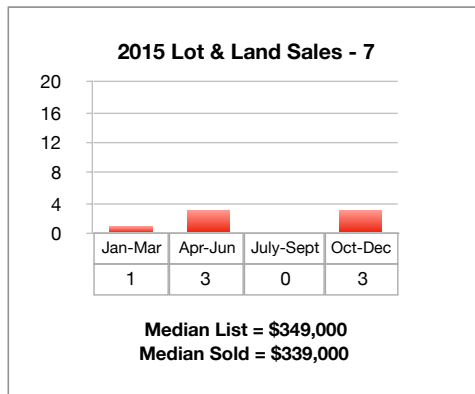 2015 Lot & Land Sales - 7
20
16
12
8
4
0
Jan-Mar Apr-Jun July-Sept Oct-Dec
1 3 0 3
Median List = $349,000
Median Sold = $339,000